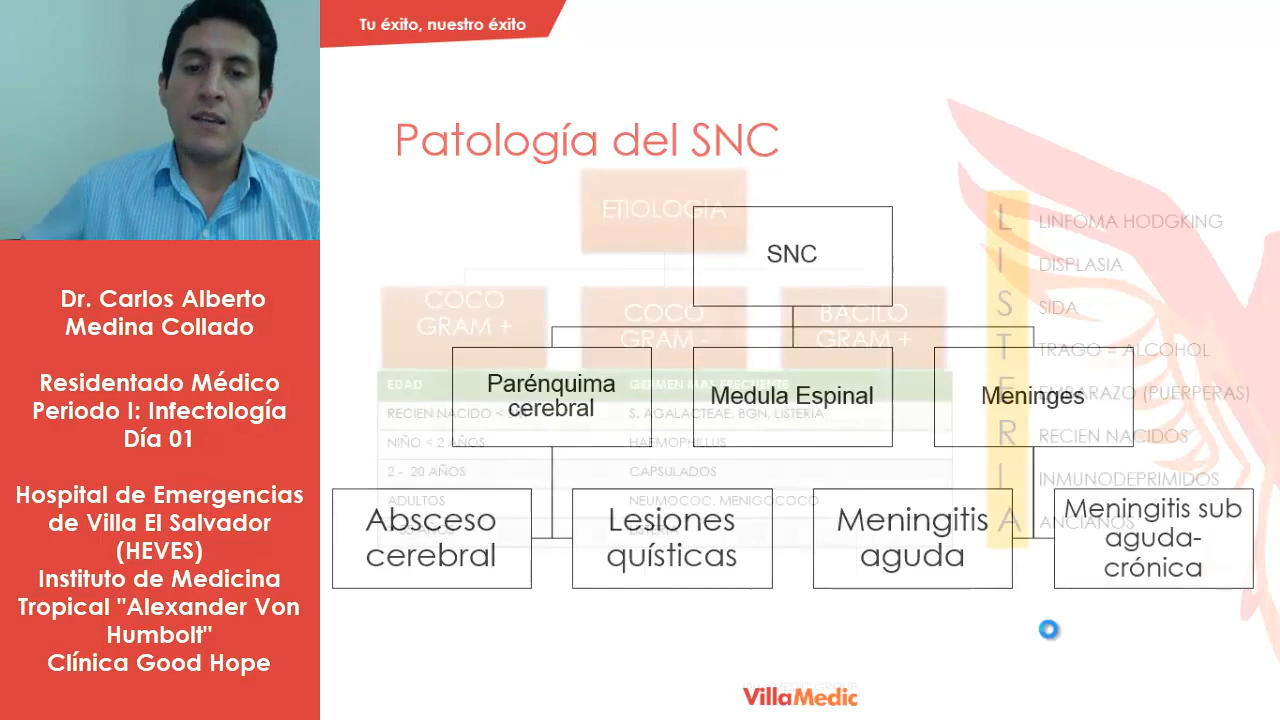 Tu éxito, nuestro éxito
Patología del SNC
ETIOLOGIA
SNC
COCO
GRAM +
COCO
GRAM -
BACILO
GRAM +
Parénquima
cerebral
Medula Espinal
Meninges
EDAD
GERMEN MAS FRECUENTE
RECIEN NACIDO <
S. AGALACTEAE, BGN, LISTERIA
NIÑO < 2 AÑOS
HAEMOPHILLUS
2 - 20 AÑOS
CAPSULADOS
ADULTOS
NEUMOCOC, MENIGOCOCO
Absceso
cerebral
Lesiones
quísticas
Meningitis
aguda
Meningitis sub
aguda-
crónica
L
I
S
T
E
R
I
A
LINFOMA HODGKING
DISPLASIA
SIDA
TRAGO = ALCOHOL
EMBARAZO (PUERPERAS)
RECIEN NACIDOS
INMUNODEPRIMIDOS
ANCIANOS
VillaMedic
Dr. Carlos Alberto
Medina Collado
Residentado Médico
Periodo I: Infectología
Día 01
Hospital de Emergencias
de Villa El Salvador
(HEVES)
Instituto de Medicina
Tropical "Alexander Von
Humbolt"
Clínica Good Hope